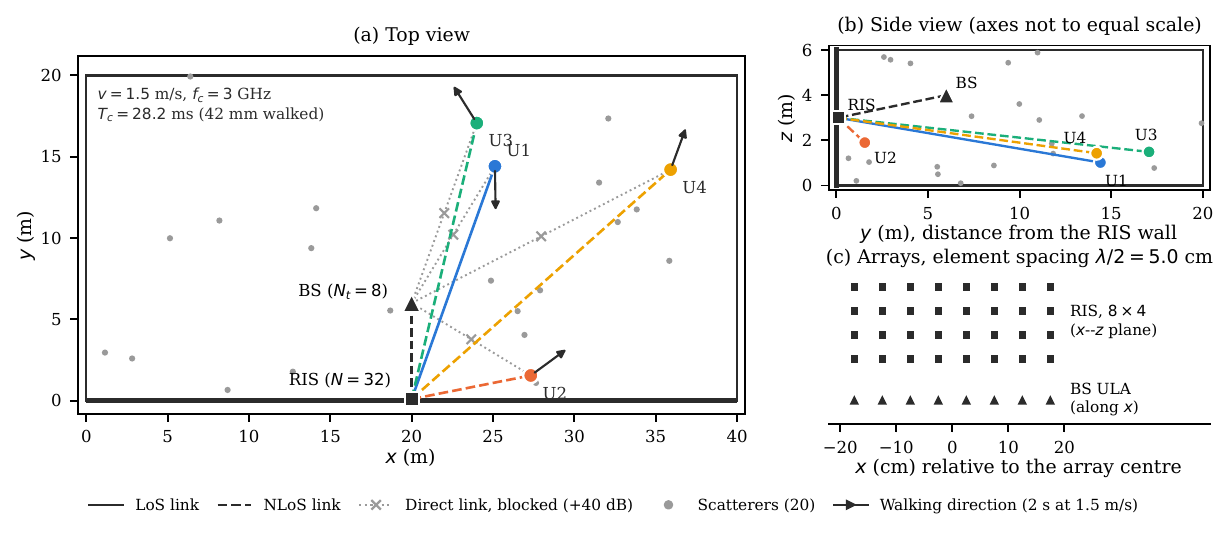 (a) Top view
v = 1.5 m/s, f_c = 3 GHz
T_c = 28.2 ms (42 mm walked)
U3
U1
U4
BS (N_t = 8)
RIS (N = 32)
U2
20
15
10
5
0
y (m)
0 5 10 15 20 25 30 35 40
x (m)
(b) Side view (axes not to equal scale)
6
4
2
0
z (m)
RIS
BS
U2
U4
U3
U1
0 5 10 15 20
y (m), distance from the RIS wall
(c) Arrays, element spacing λ/2 = 5.0 cm
RIS, 8 × 4
(x--z plane)
BS ULA
(along x)
−20 −10 0 10 20
x (cm) relative to the array centre
LoS link NLoS link Direct link, blocked (+40 dB) Scatterers (20) Walking direction (2 s at 1.5 m/s)